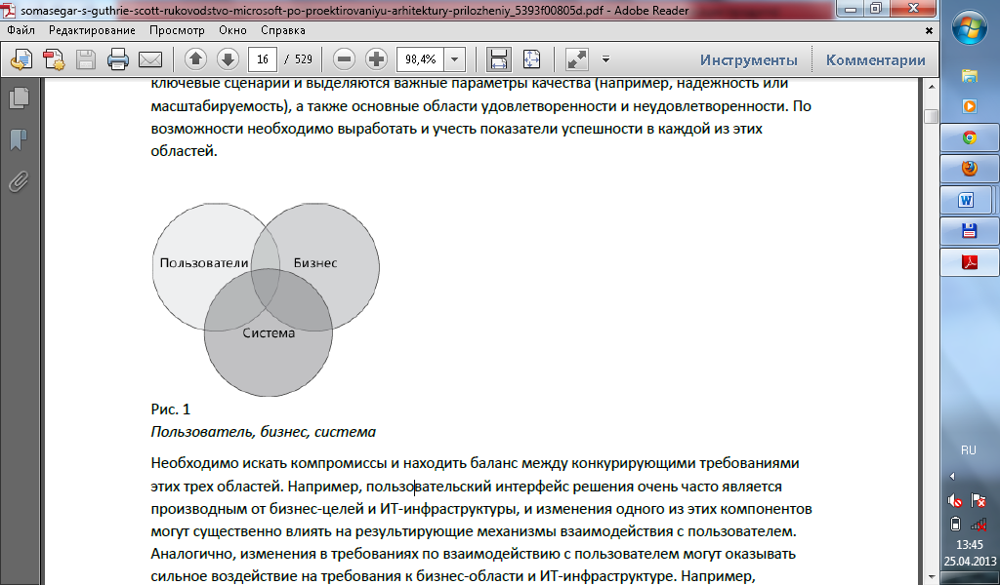 somasegar-s-guthrie-scott-rukovodstvo-microsoft-po-proektirovaniyu-arhitektury-prilozheniy_5393f00805d.pdf - Adobe Reader
Файл Редактирование Просмотр Окно Справка
16 / 529 98,4% Инструменты Комментарии
ключевые сценарии и выделяются важные параметры качества (например, надежность или
масштабируемость), а также основные области удовлетворенности и неудовлетворенности. По
возможности необходимо выработать и учесть показатели успешности в каждой из этих
областей.
Пользователи Бизнес
Система
Рис. 1
Пользователь, бизнес, система
Необходимо искать компромиссы и находить баланс между конкурирующими требованиями
этих трех областей. Например, пользовательский интерфейс решения очень часто является
производным от бизнес-целей и ИТ-инфраструктуры, и изменения одного из этих компонентов
могут существенно влиять на результирующие механизмы взаимодействия с пользователем.
Аналогично, изменения в требованиях по взаимодействию с пользователем могут оказывать
сильное воздействие на требования к бизнес-области и ИТ-инфраструктуре. Например,
RU
13:45
25.04.2013